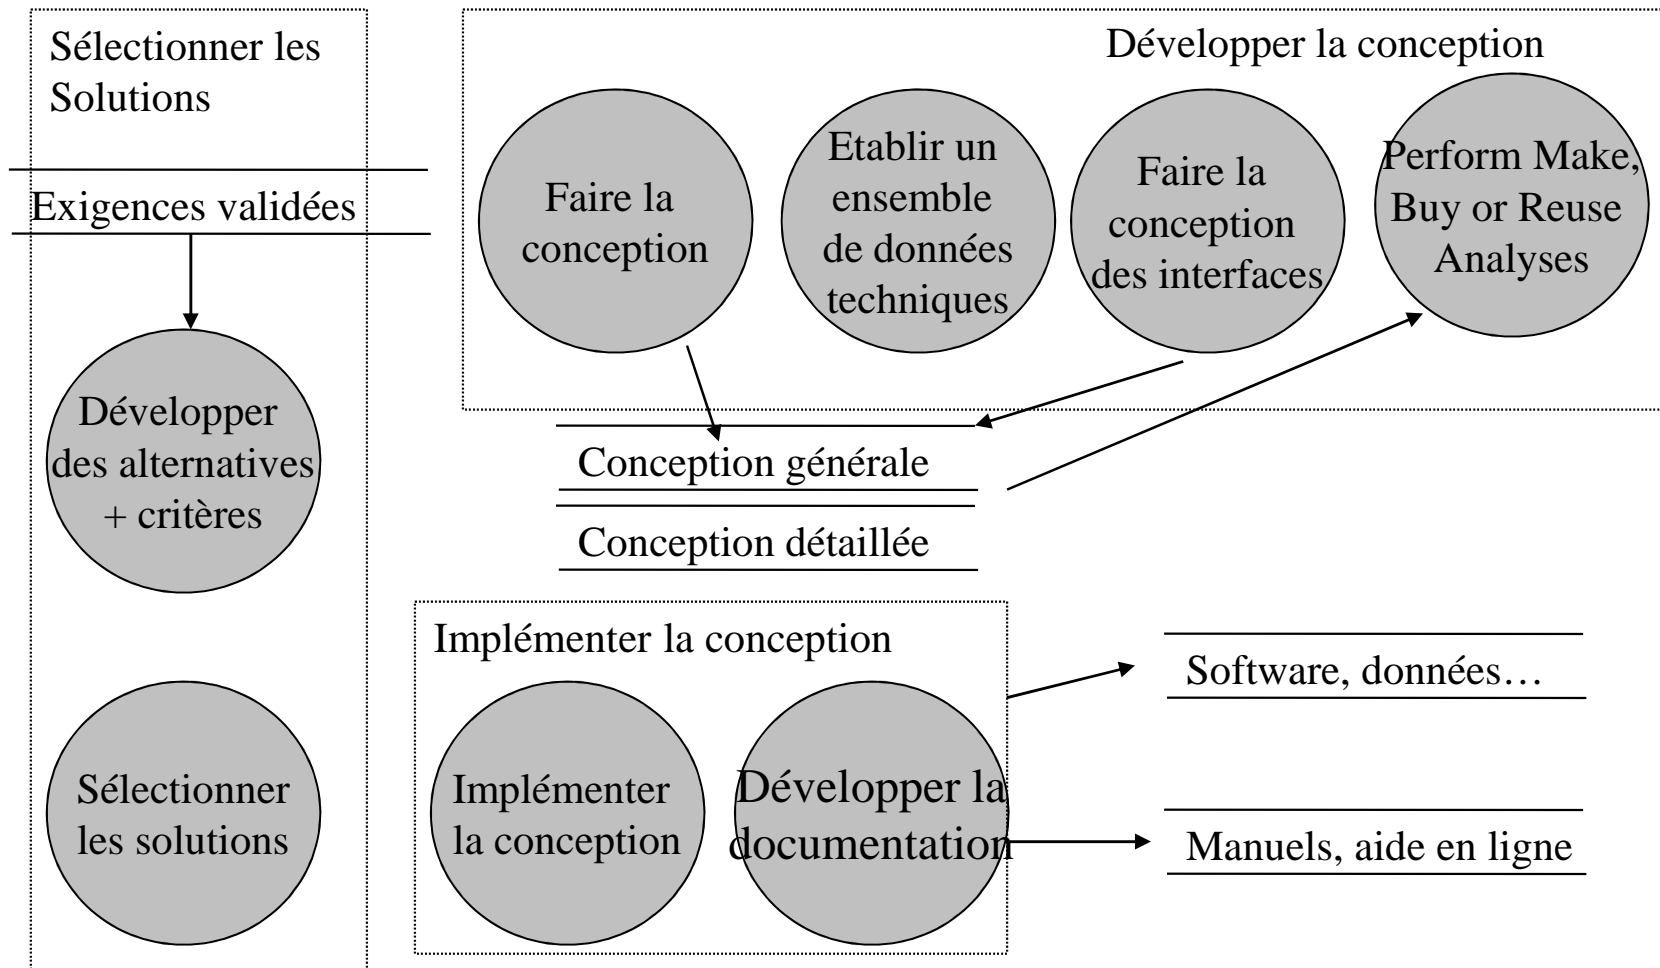 Sélectionner les
Solutions
Exigences validées
Développer
des alternatives
+ critères
Sélectionner
les solutions
Développer la conception
Faire la
conception
Etablir un
ensemble
de données
techniques
Faire la
conception
des interfaces
Perform Make,
Buy or Reuse
Analyses
Conception générale
Conception détaillée
Implémenter la conception
Implémenter
la conception
Développer la
documentation
Software, données…
Manuels, aide en ligne